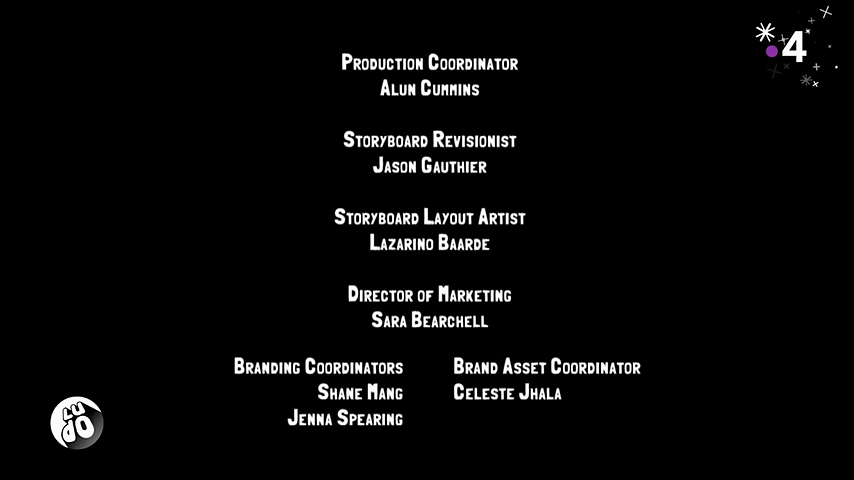 4
Production Coordinator
Alun Cummins
Storyboard Revisionist
Jason Gauthier
Storyboard Layout Artist
Lazarino Baarde
Director of Marketing
Sara Bearchell
Branding Coordinators
Shane Mang
Jenna Spearing
Brand Asset Coordinator
Celeste Jhala
LUDO